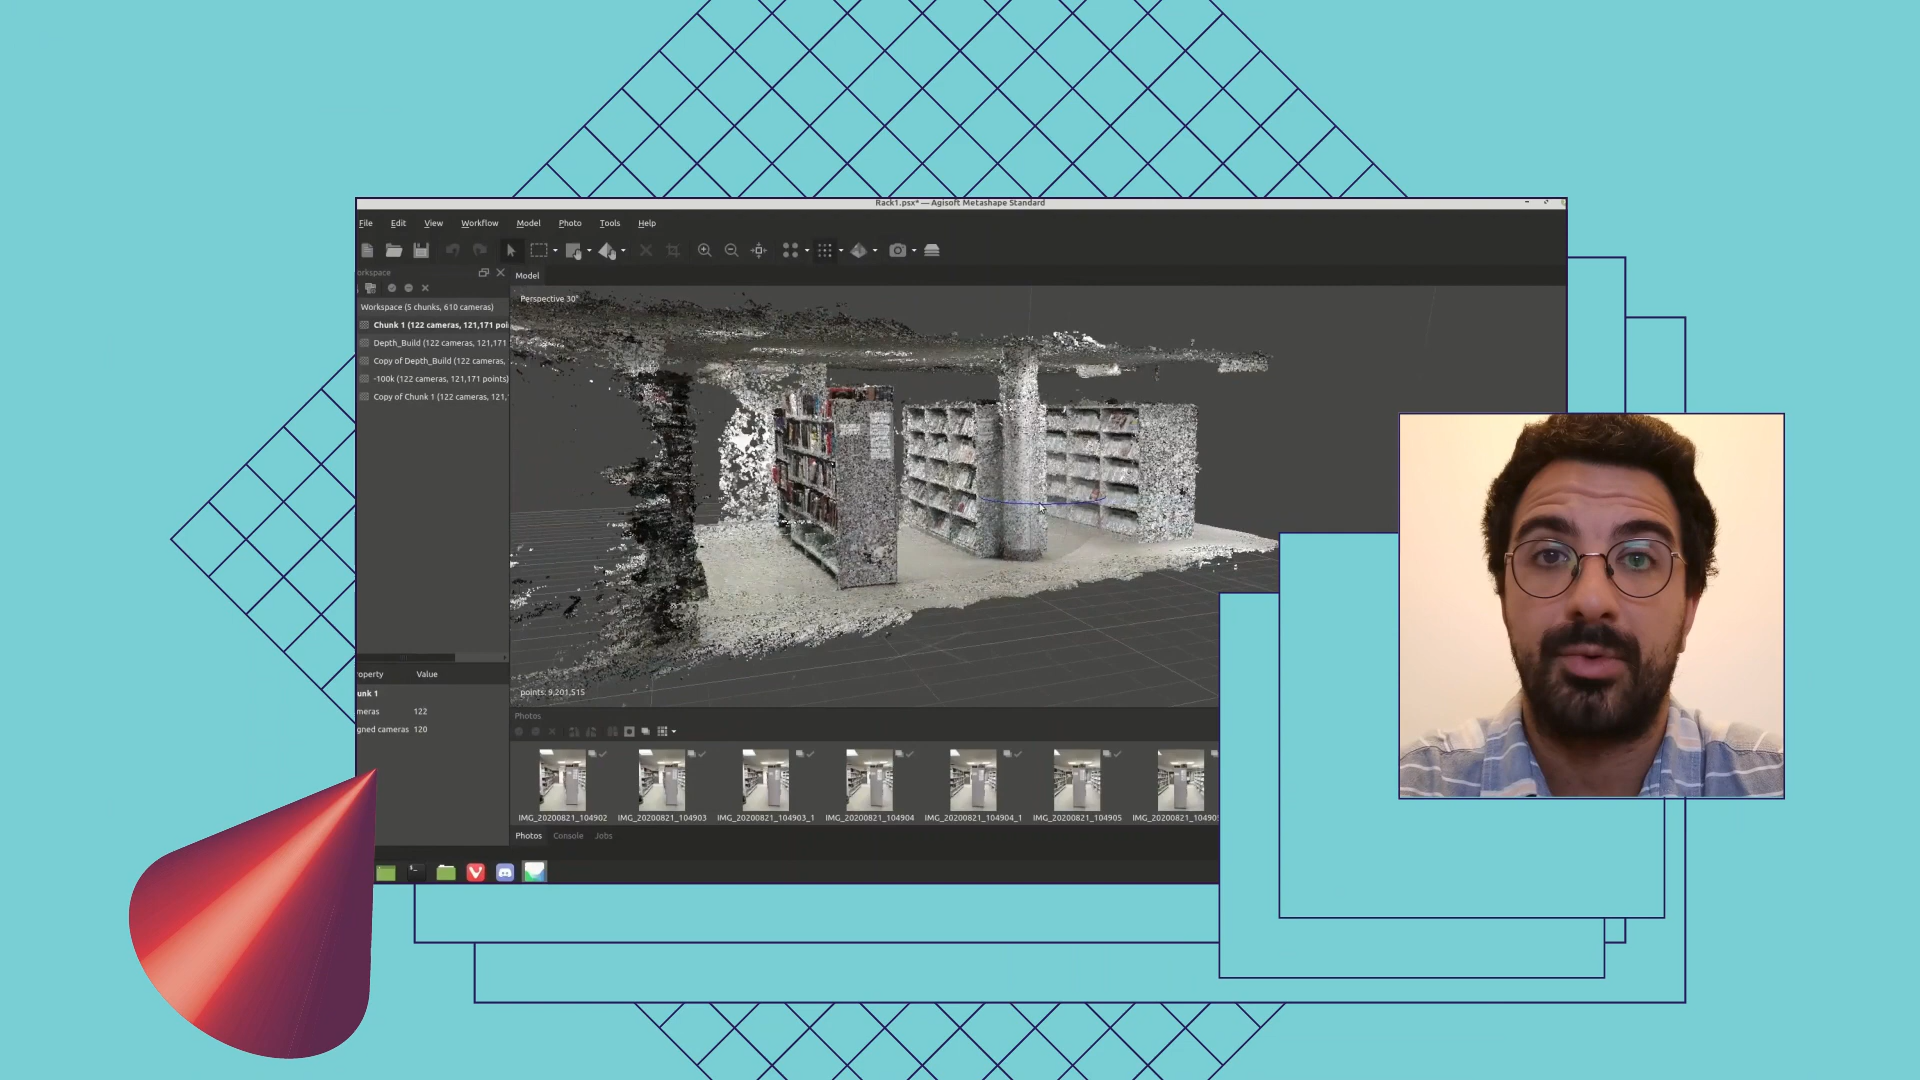 Rack1.psx* — Agisoft Metashape Standard
File Edit View Workflow Model Photo Tools Help
orkspace
Model
Workspace (5 chunks, 610 cameras)
Chunk 1 (122 cameras, 121,171 poi
Depth_Build (122 cameras, 121,171
Copy of Depth_Build (122 cameras,
-100k (122 cameras, 121,171 points)
Copy of Chunk 1 (122 cameras, 121,
Perspective 30°
points: 9,201,515
operty Value
unk 1
meras 122
gned cameras 120
Photos
IMG_20200821_104902 IMG_20200821_104903 IMG_20200821_104903_1 IMG_20200821_104904 IMG_20200821_104904_1 IMG_20200821_104905 IMG_20200821_10490
Photos Console Jobs